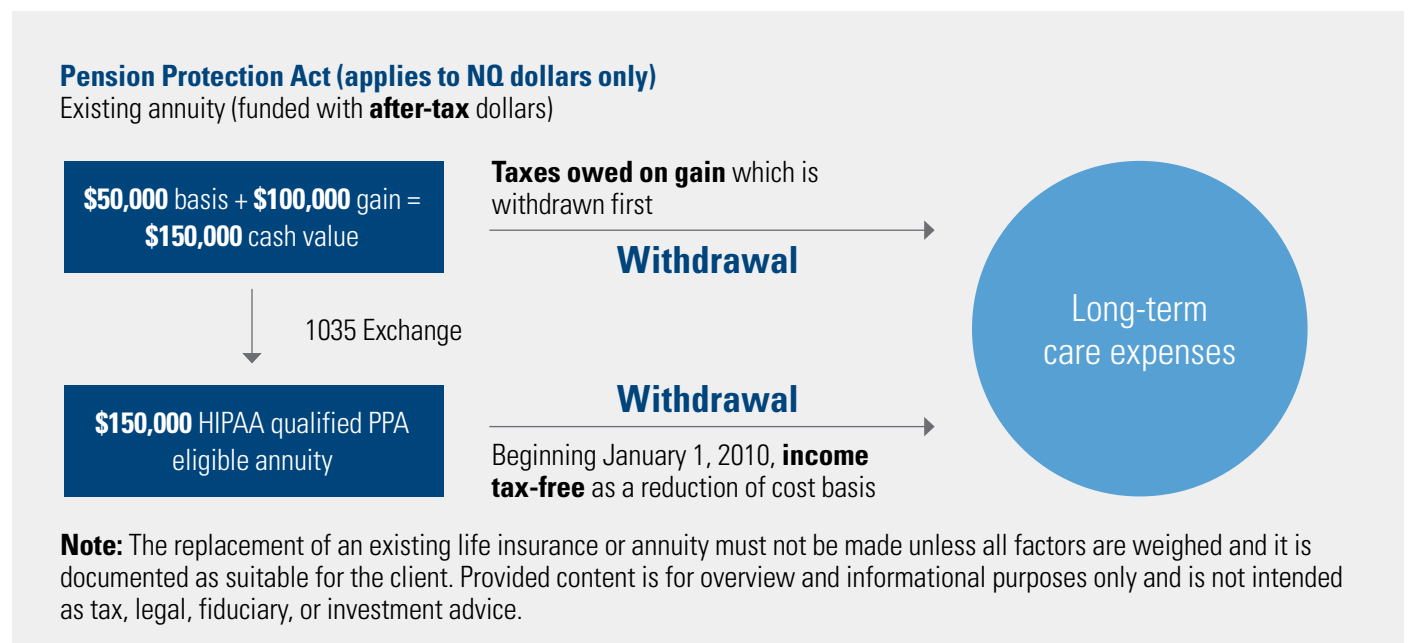 Pension Protection Act (applies to NQ dollars only)
Existing annuity (funded with after-tax dollars)
$50,000 basis + $100,000 gain =
$150,000 cash value
Taxes owed on gain which is
withdrawn first
Withdrawal
1035 Exchange
Long-term
care expenses
$150,000 HIPAA qualified PPA
eligible annuity
Withdrawal
Beginning January 1, 2010, income
tax-free as a reduction of cost basis
Note: The replacement of an existing life insurance or annuity must not be made unless all factors are weighed and it is
documented as suitable for the client. Provided content is for overview and informational purposes only and is not intended
as tax, legal, fiduciary, or investment advice.